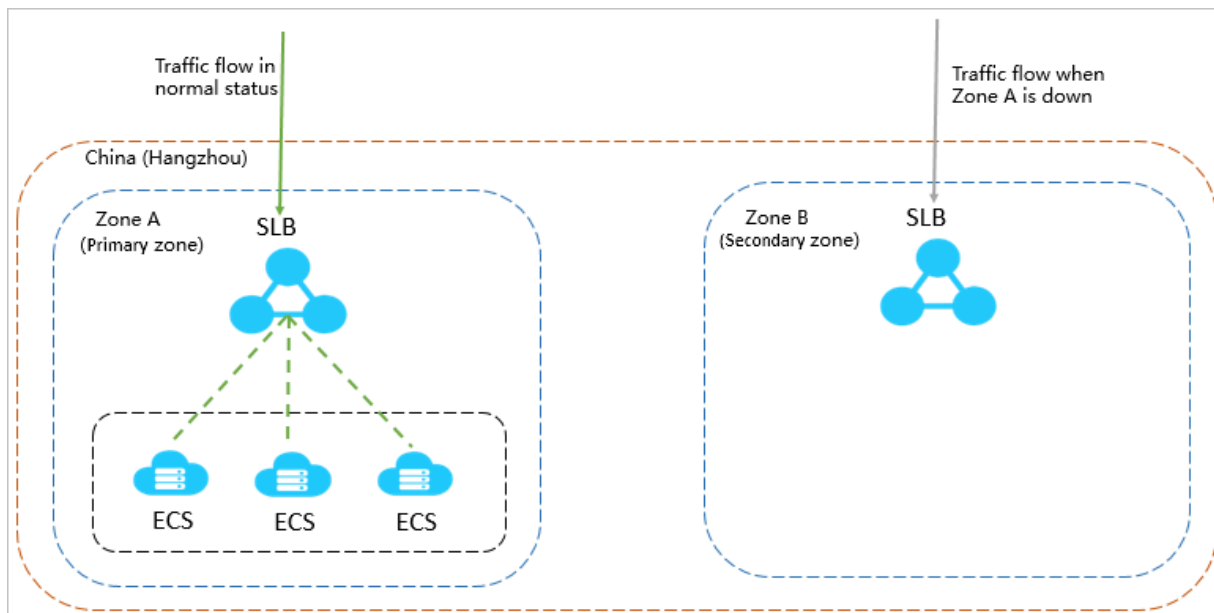 Traffic flow in
normal status
Traffic flow when
Zone A is down
China (Hangzhou)
Zone A
(Primary zone)
SLB
Zone B
(Secondary zone)
SLB
ECS
ECS
ECS